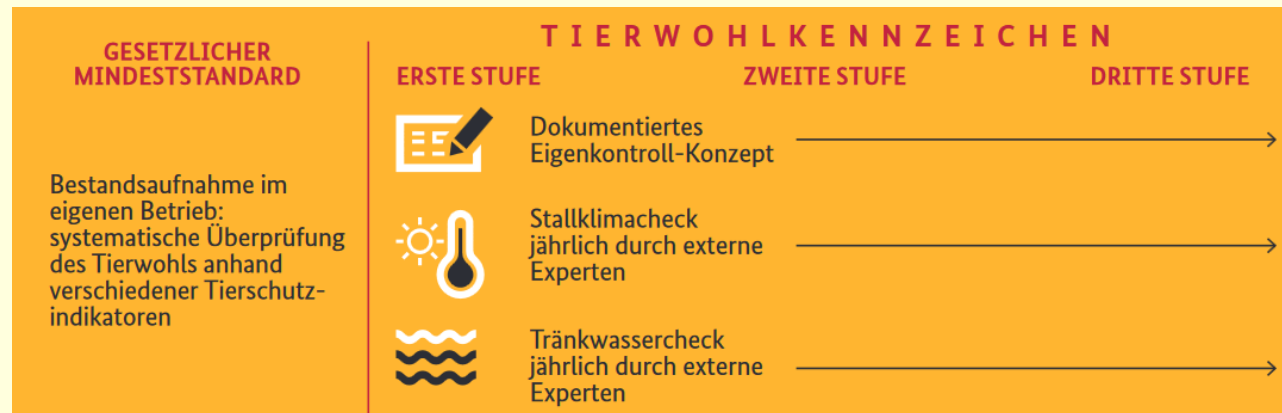 TIERWOHLKENNZEICHEN
GESETZLICHER
MINDESTSTANDARD
ERSTE STUFE
ZWEITE STUFE
DRITTE STUFE
Bestandsaufnahme im
eigenen Betrieb:
systematische Überprüfung
des Tierwohls anhand
verschiedener Tierschutz-
indikatoren
Dokumentiertes
Eigenkontroll-Konzept
Stallklimacheck
jährlich durch externe
Experten
Tränkwassercheck
jährlich durch externe
Experten